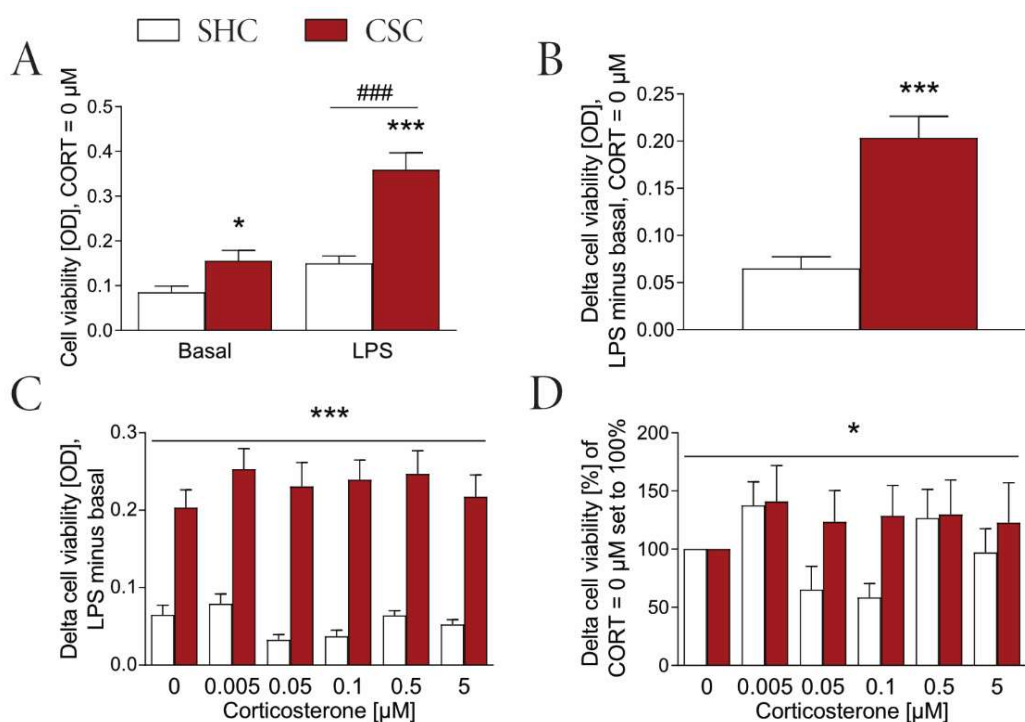 SHC CSC
A
Cell viability [OD], CORT = 0 µM
0.5
0.4
0.3
0.2
0.1
0.0
*
###
***
Basal LPS
B
Delta cell viability [OD],
LPS minus basal, CORT = 0 µM
0.25
0.20
0.15
0.10
0.05
0.00
***
C
Delta cell viability [OD],
LPS minus basal
0.3
0.2
0.1
0.0
***
0 0.005 0.05 0.1 0.5 5
Corticosterone [µM]
D
Delta cell viability [%] of
CORT = 0 µM set to 100%
200
150
100
50
0
*
0 0.005 0.05 0.1 0.5 5
Corticosterone [µM]